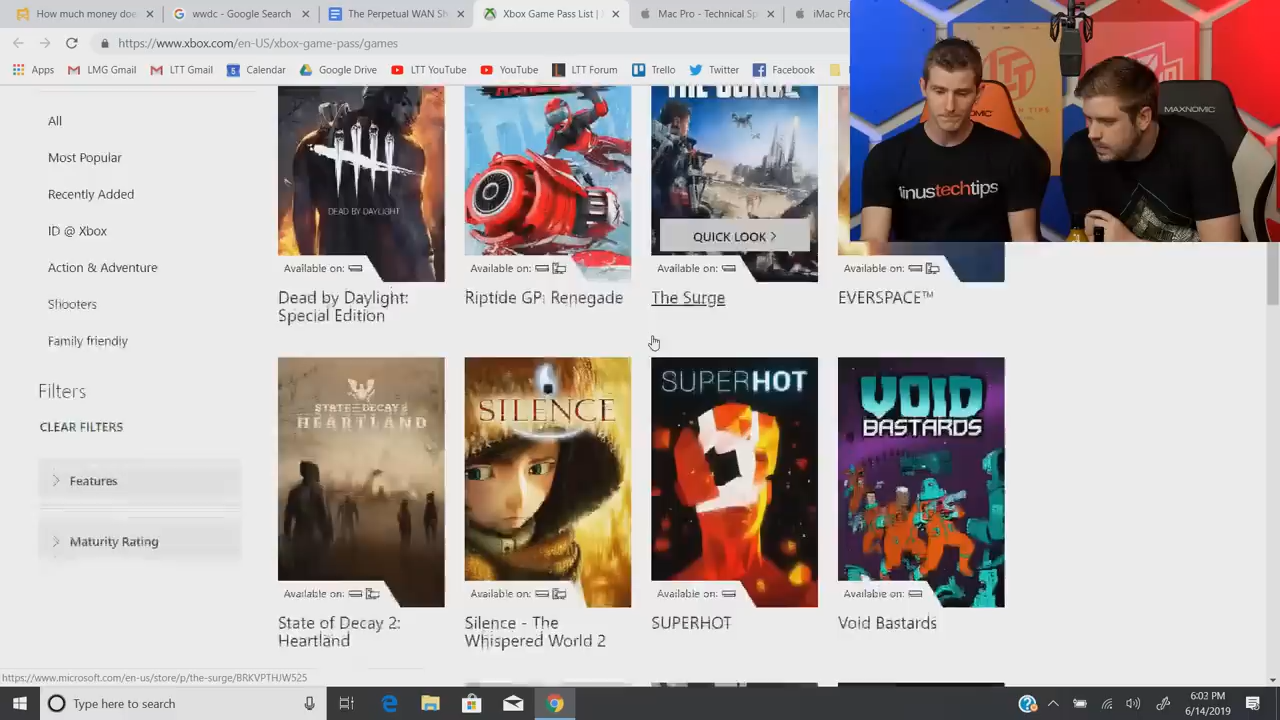 How much money doe
wwdc - Google Search
The Perpetual WAN Sh
Xbox Game Pass List |
Mac Pro - Technical Sp
iMac Pro
https://www.xbox.com/en-US/xbox-game-pass/games
Apps
LMG Gmail
LTT Gmail
Calendar
Google Drive
LTT YouTube
YouTube
LTT Forum
Trello
Twitter
Facebook
MAXNOMIC
linustechtips
All
Most Popular
Recently Added
ID @ Xbox
Action & Adventure
Shooters
Family friendly
Filters
CLEAR FILTERS
Features
Maturity Rating
DEAD BY DAYLIGHT
THE SURGE
QUICK LOOK >
Available on:
Available on:
Available on:
Available on:
Dead by Daylight:
Special Edition
Riptide GP: Renegade
The Surge
EVERSPACE™
STATE OF DECAY 2
HEARTLAND
SILENCE
SUPERHOT
VOID
BASTARDS
Available on:
Available on:
Available on:
Available on:
State of Decay 2:
Heartland
Silence - The
Whispered World 2
SUPERHOT
Void Bastards
https://www.microsoft.com/en-us/store/p/the-surge/BRKVPTHJW525
Type here to search
6:03 PM
6/14/2019